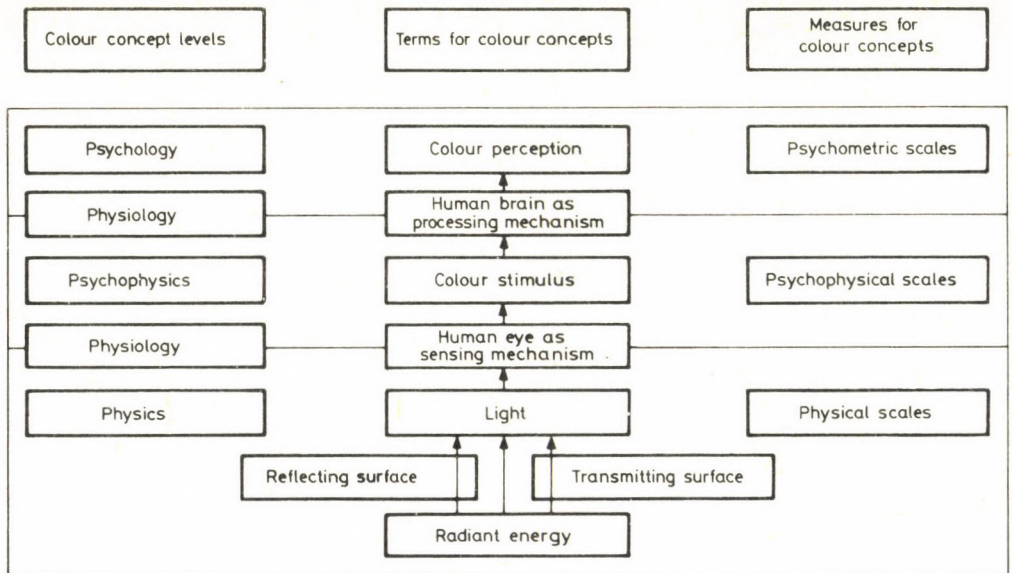 Colour concept levels
Terms for colour concepts
Measures for
colour concepts
Psychology
Colour perception
Psychometric scales
Physiology
Human brain as
processing mechanism
Psychophysics
Colour stimulus
Psychophysical scales
Physiology
Human eye as
sensing mechanism
Physics
Light
Physical scales
Reflecting surface
Transmitting surface
Radiant energy